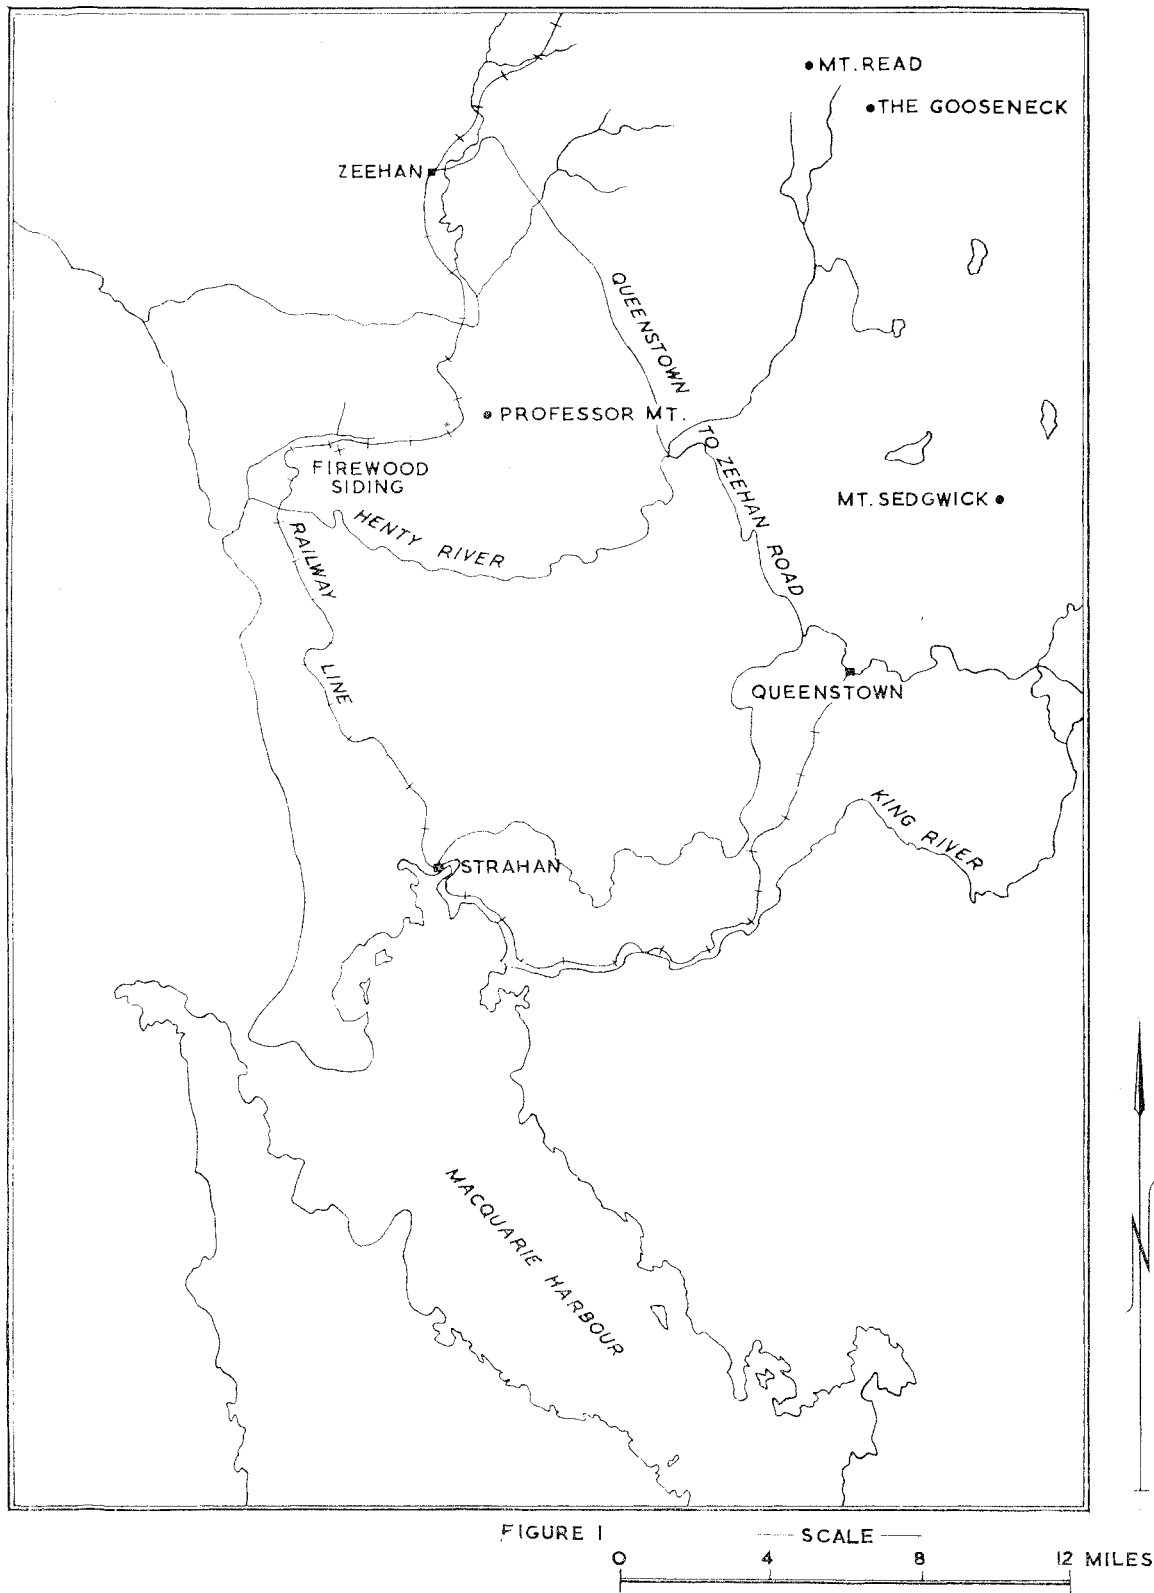 MT. READ
THE GOOSENECK
ZEEHAN
QUEENSTOWN TO ZEEHAN ROAD
PROFESSOR MT.
FIREWOOD
SIDING
MT. SEDGWICK
HENTY RIVER
RAILWAY LINE
QUEENSTOWN
KING RIVER
STRAHAN
MACQUARIE HARBOUR
N
FIGURE 1
SCALE
0 4 8 12 MILES